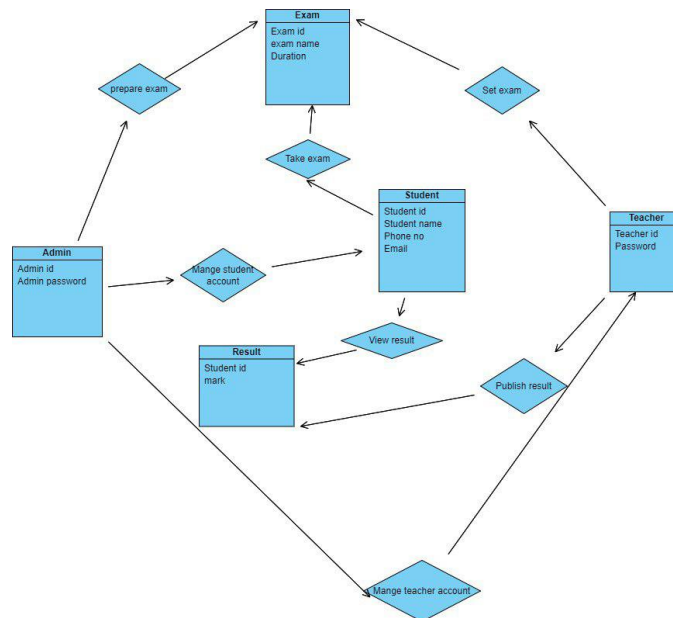 Exam
Exam id
exam name
Duration
prepare exam
Set exam
Take exam
Student
Student id
Student name
Phone no
Email
Teacher
Teacher id
Password
Admin
Admin id
Admin password
Mange student
account
View result
Result
Student id
mark
Publish result
Mange teacher account